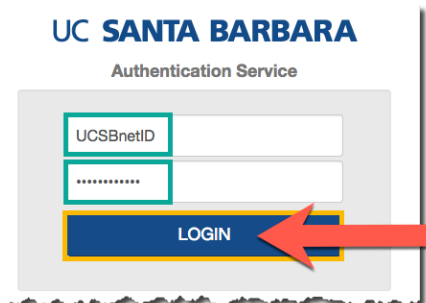 UC SANTA BARBARA
Authentication Service
UCSBnetID
••••••••••••
LOGIN